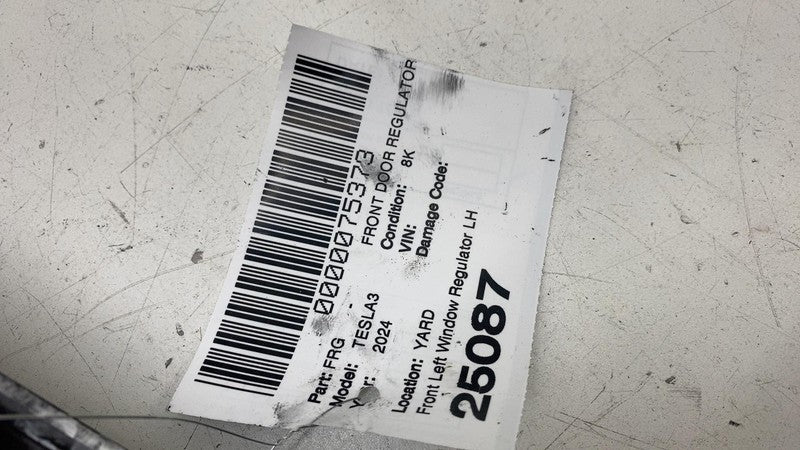 0000075373
Part: FRG - FRONT DOOR REGULATOR
Model: TESLA3 Condition: 8K
Year: 2024 VIN:
Damage Code:
Location: YARD
Front Left Window Regulator LH
25087